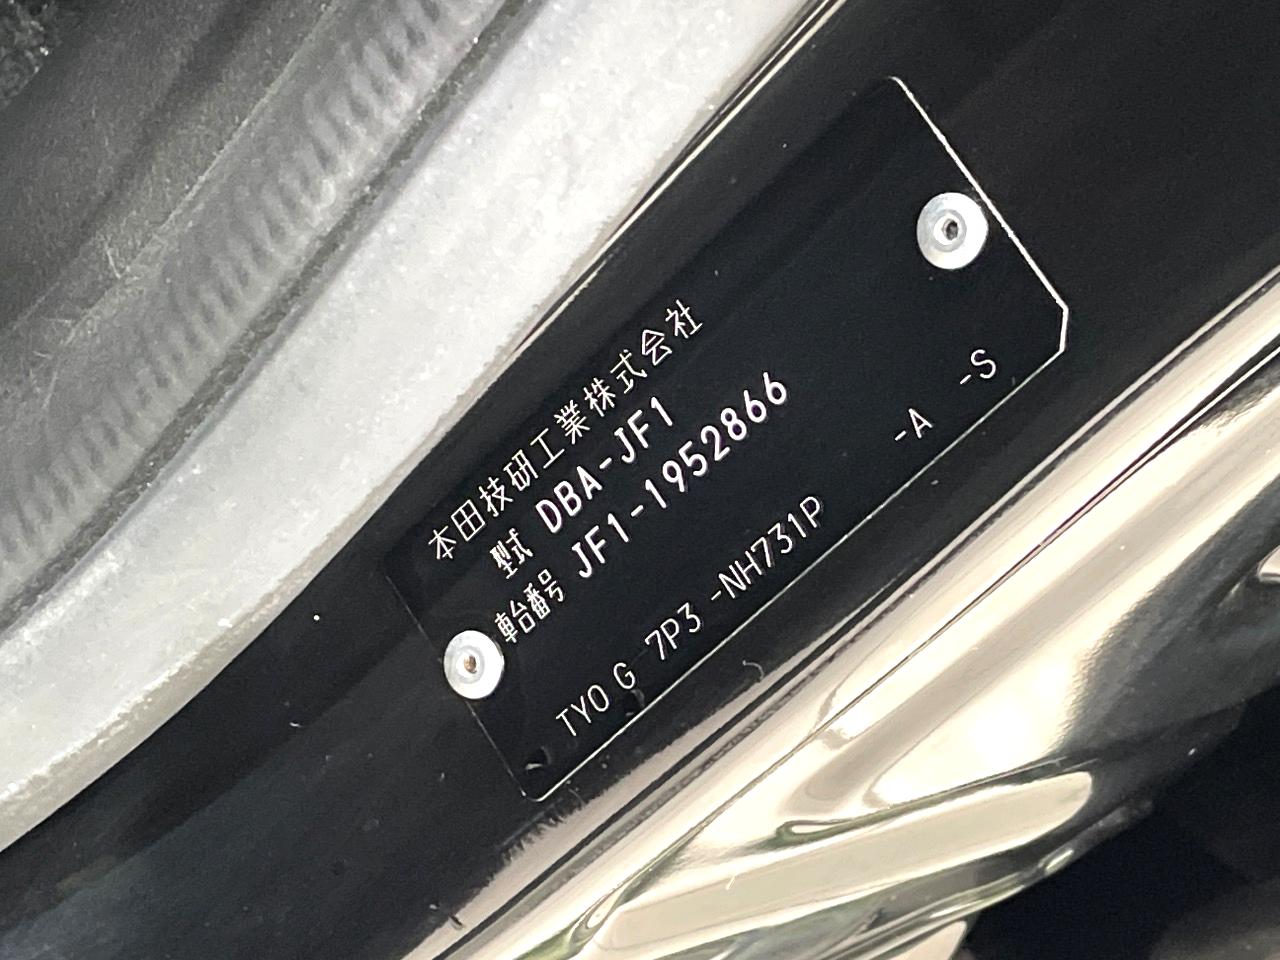 本田技研工業株式会社
型式 DBA-JF1
車台番号 JF1-1952866
TYO G 7P3 -NH731P -A -S